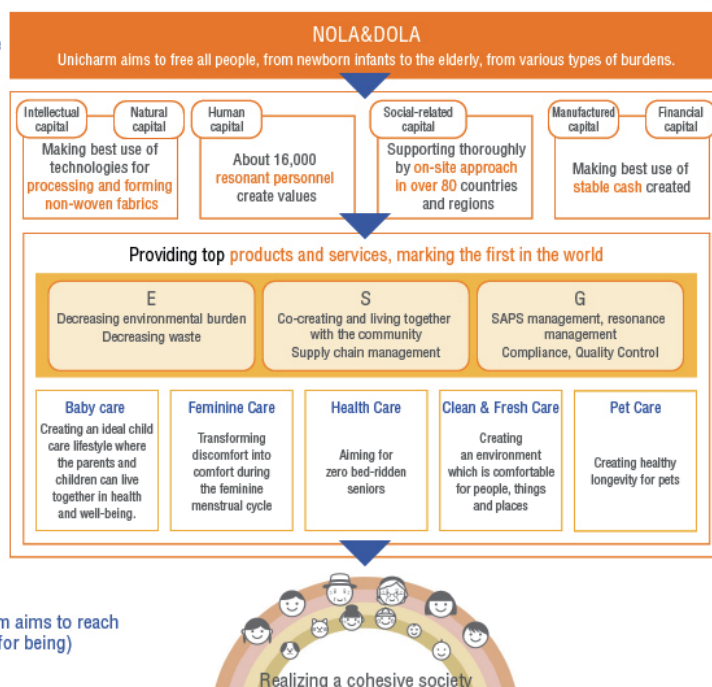 e
NOLA&DOLA
Unicharm aims to free all people, from newborn infants to the elderly, from various types of burdens.
Intellectual
capital
Natural
capital
Making best use of
technologies for
processing and forming
non-woven fabrics
Human
capital
About 16,000
resonant personnel
create values
Social-related
capital
Supporting thoroughly
by on-site approach
in over 80 countries
and regions
Manufactured
capital
Financial
capital
Making best use of
stable cash created
Providing top products and services, marking the first in the world
E
Decreasing environmental burden
Decreasing waste
S
Co-creating and living together
with the community
Supply chain management
G
SAPS management, resonance
management
Compliance, Quality Control
Baby care
Creating an ideal child
care lifestyle where
the parents and
children can live
together in health
and well-being.
Feminine Care
Transforming
discomfort into
comfort during
the feminine
menstrual cycle
Health Care
Aiming for
zero bed-ridden
seniors
Clean & Fresh Care
Creating
an environment
which is comfortable
for people, things
and places
Pet Care
Creating healthy
longevity for pets
m aims to reach
for being)
Realizing a cohesive society